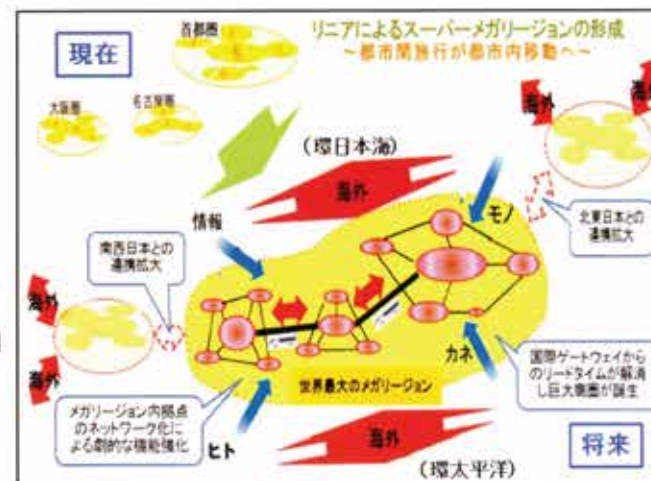 リニアによるスーパーメガリージョンの形成
～都市間旅行が都市内移動へ～
現在
首都圏
大阪圏
名古屋圏
(環日本海)
海外
海外
海外
モノ
北東日本との
連携拡大
情報
南西日本との
連携拡大
海外
海外
カネ
国際ゲートウェイから
のリードタイムが解消
し巨大商圏が誕生
世界最大のメガリージョン
メガリージョン内拠点
のネットワーク化に
よる劇的な機能強化
ヒト
海外
(環太平洋)
将来